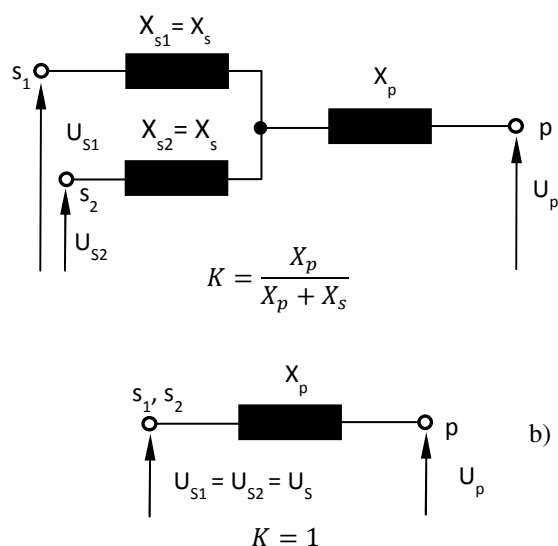 X_s1 = X_s
X_p
s_1
U_S1
X_s2 = X_s
p
s_2
U_S2
U_p
K = X_p / (X_p + X_s)
X_p
s_1, s_2
p
b)
U_S1 = U_S2 = U_S
U_p
K = 1